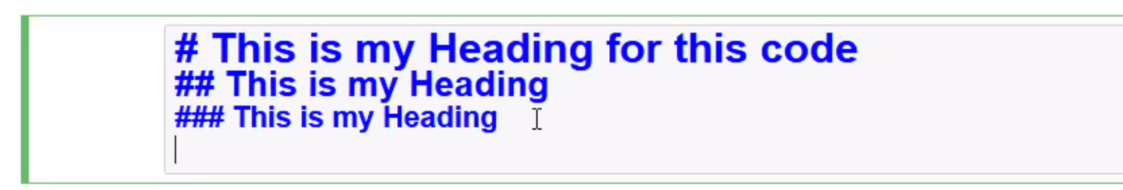 # This is my Heading for this code
## This is my Heading
### This is my Heading